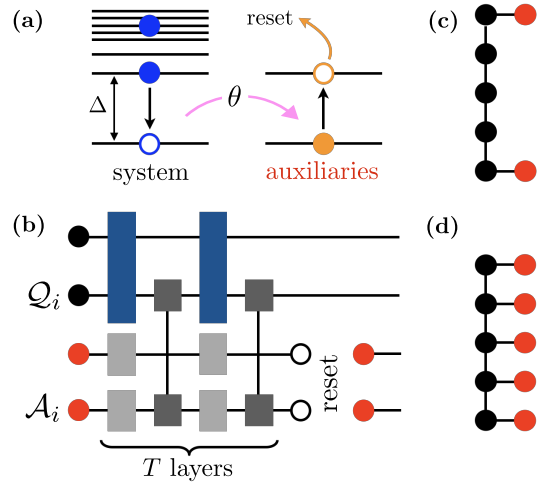 (a)
reset
Δ
θ
system
auxiliaries
(b)
𝒬ᵢ
𝒜ᵢ
reset
T layers
(c)
(d)